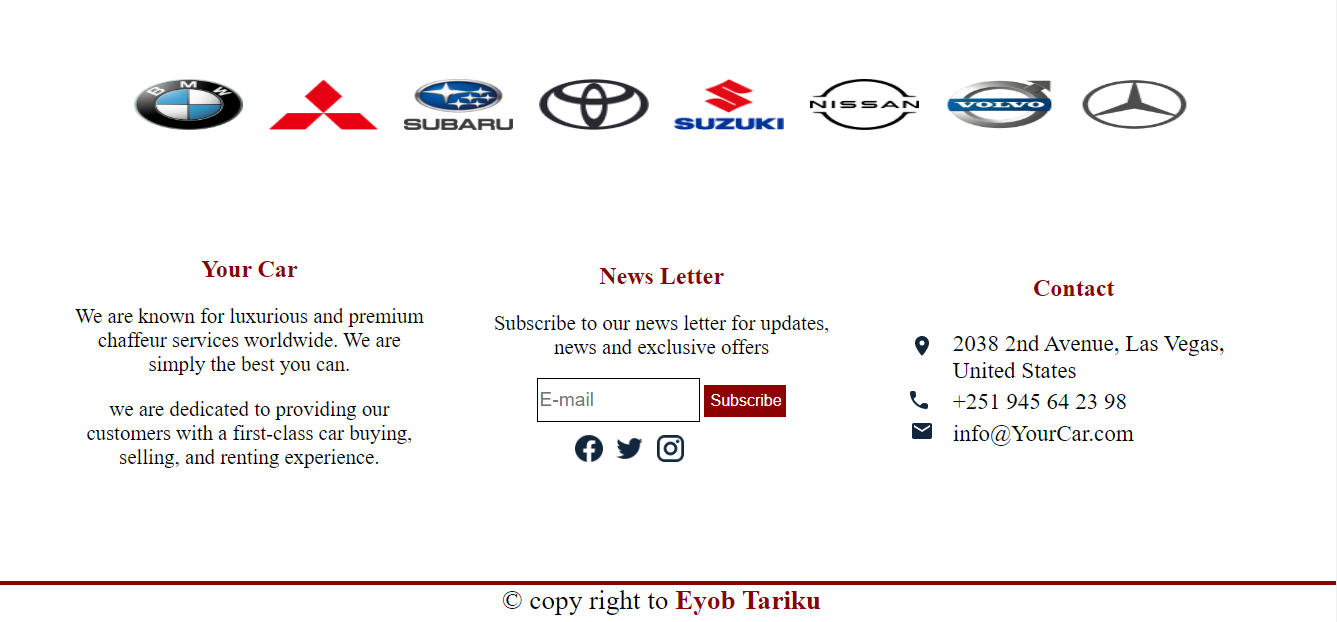 BMW
SUBARU
SUZUKI
NISSAN
VOLVO
Your Car
We are known for luxurious and premium
chaffeur services worldwide. We are
simply the best you can.
we are dedicated to providing our
customers with a first-class car buying,
selling, and renting experience.
News Letter
Subscribe to our news letter for updates,
news and exclusive offers
E-mail
Subscribe
Contact
2038 2nd Avenue, Las Vegas,
United States
+251 945 64 23 98
info@YourCar.com
© copy right to Eyob Tariku